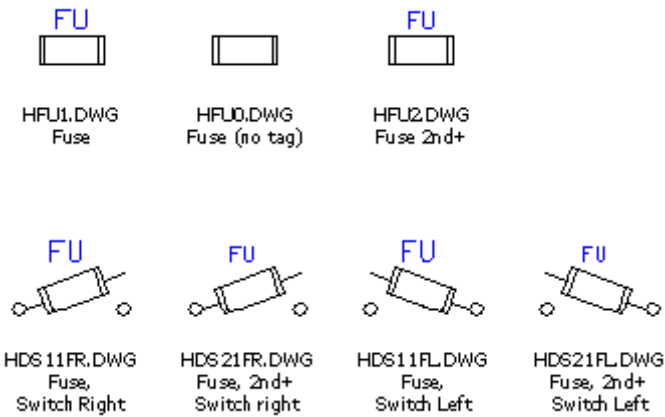 FU FU
HFU1.DWG HFU0.DWG HFU2.DWG
Fuse Fuse (no tag) Fuse 2nd+
FU FU FU FU
HDS11FR.DWG HDS21FR.DWG HDS11FL.DWG HDS21FL.DWG
Fuse, Fuse, 2nd+ Fuse, Fuse, 2nd+
Switch Right Switch right Switch Left Switch Left